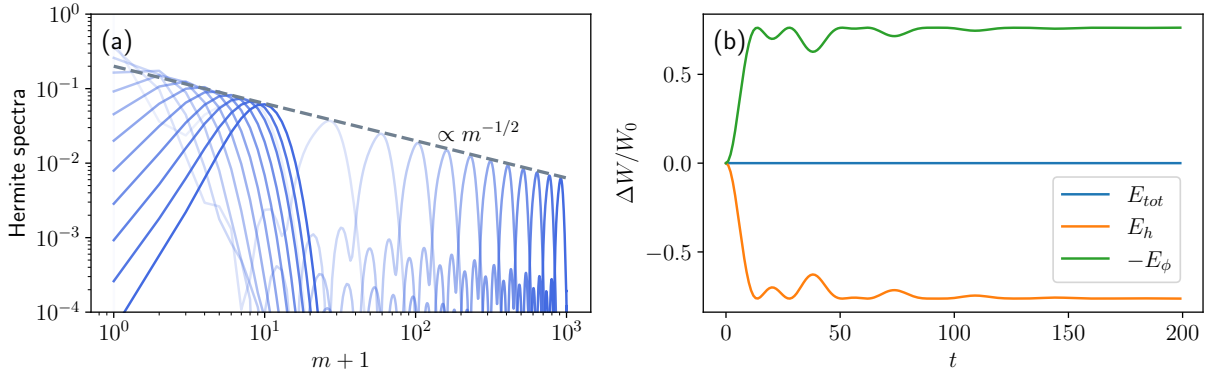 (a)
10^0
10^{-1}
10^{-2}
10^{-3}
10^{-4}
Hermite spectra
∝ m^{-1/2}
10^0
10^1
10^2
10^3
m + 1
(b)
0.5
0.0
−0.5
ΔW/W_0
E_{tot}
E_h
−E_ϕ
0
50
100
150
200
t